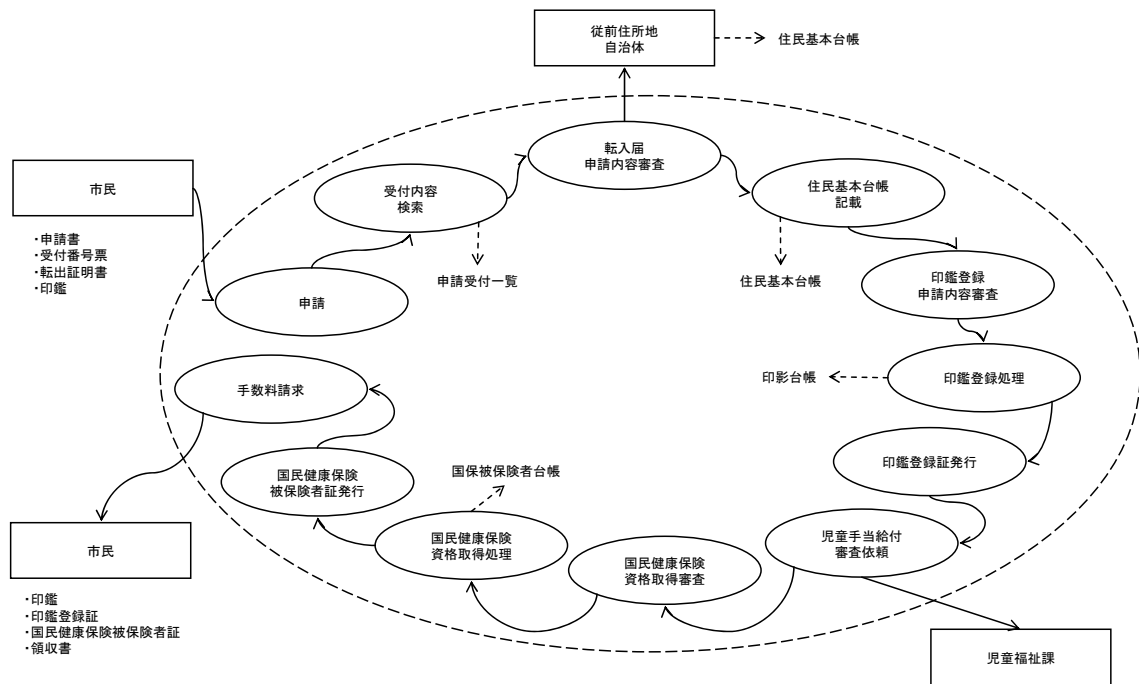 従前住所地
自治体
住民基本台帳
転入届
申請内容審査
市民
・申請書
・受付番号票
・転出証明書
・印鑑
受付内容
検索
申請受付一覧
住民基本台帳
記載
住民基本台帳
申請
印鑑登録
申請内容審査
印鑑登録処理
印影台帳
印鑑登録証発行
児童手当給付
審査依頼
児童福祉課
国民健康保険
資格取得審査
国民健康保険
資格取得処理
国保被保険者台帳
国民健康保険
被保険者証発行
手数料請求
市民
・印鑑
・印鑑登録証
・国民健康保険被保険者証
・領収書